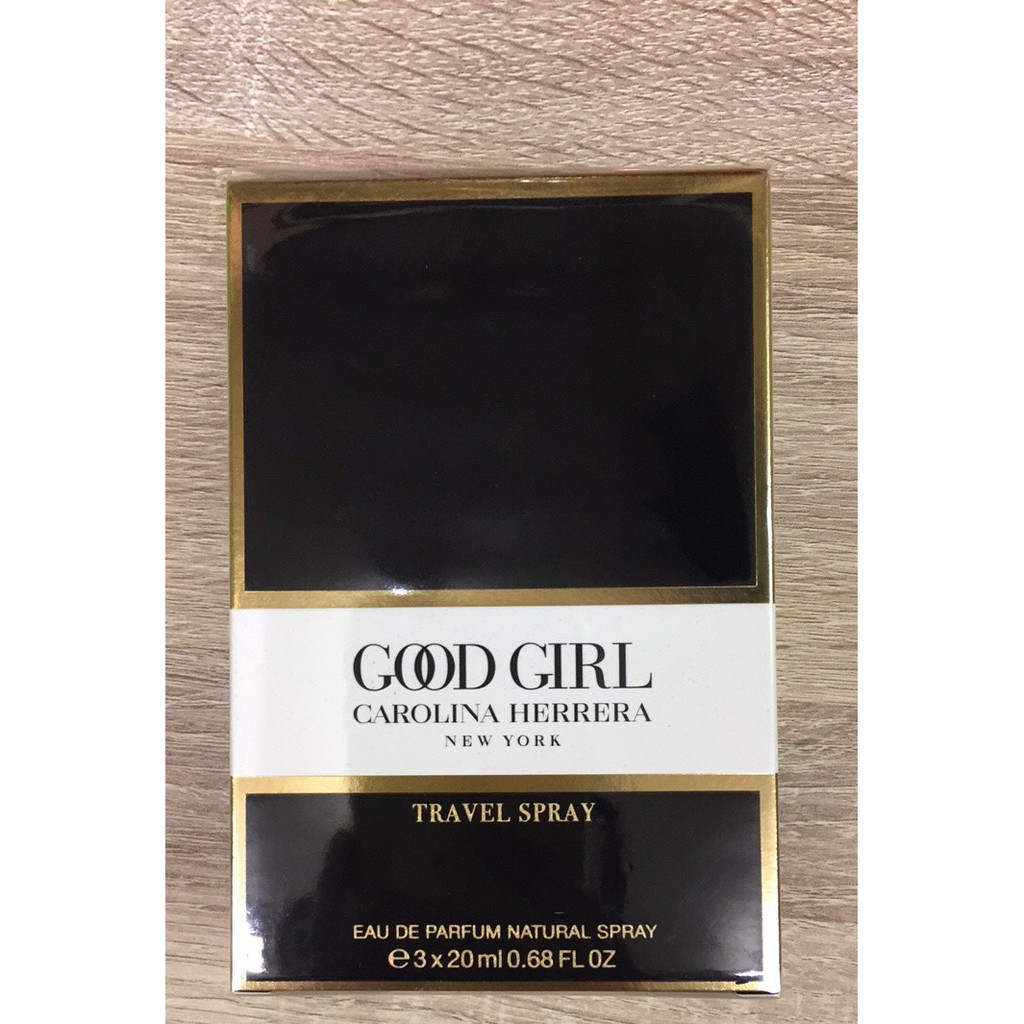 GOOD GIRL
CAROLINA HERRERA
NEW YORK
TRAVEL SPRAY
EAU DE PARFUM NATURAL SPRAY
℮ 3 x 20 ml 0.68 FL OZ